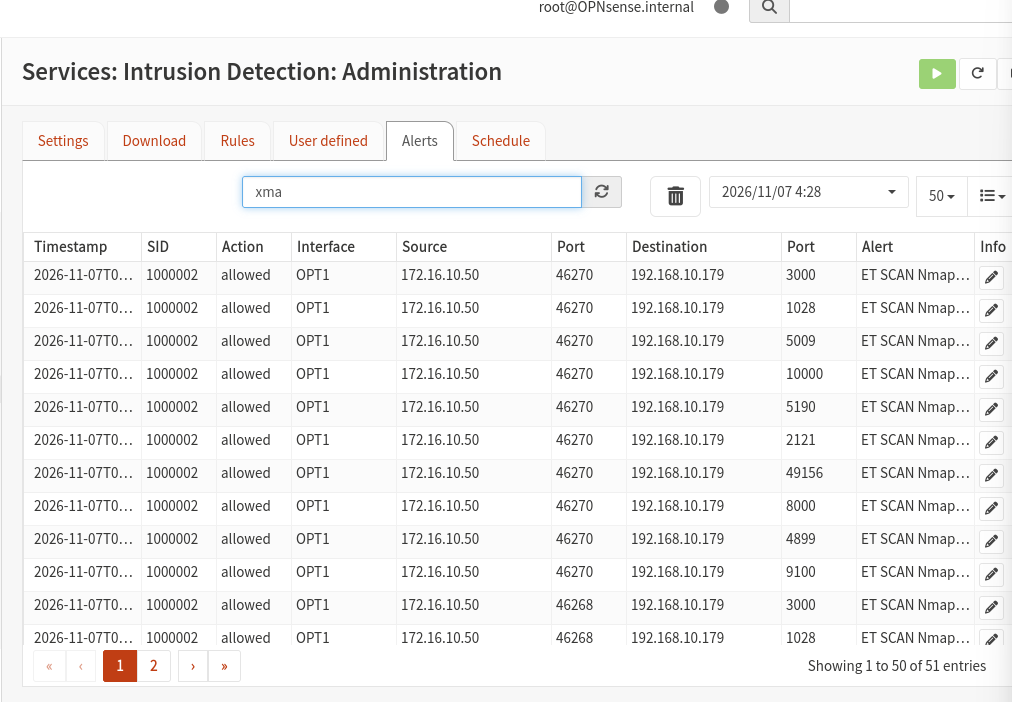 root@OPNsense.internal
Services: Intrusion Detection: Administration
Settings Download Rules User defined Alerts Schedule
xma 2026/11/07 4:28 50
Timestamp SID Action Interface Source Port Destination Port Alert Info
2026-11-07T0... 1000002 allowed OPT1 172.16.10.50 46270 192.168.10.179 3000 ET SCAN Nmap...
2026-11-07T0... 1000002 allowed OPT1 172.16.10.50 46270 192.168.10.179 1028 ET SCAN Nmap...
2026-11-07T0... 1000002 allowed OPT1 172.16.10.50 46270 192.168.10.179 5009 ET SCAN Nmap...
2026-11-07T0... 1000002 allowed OPT1 172.16.10.50 46270 192.168.10.179 10000 ET SCAN Nmap...
2026-11-07T0... 1000002 allowed OPT1 172.16.10.50 46270 192.168.10.179 5190 ET SCAN Nmap...
2026-11-07T0... 1000002 allowed OPT1 172.16.10.50 46270 192.168.10.179 2121 ET SCAN Nmap...
2026-11-07T0... 1000002 allowed OPT1 172.16.10.50 46270 192.168.10.179 49156 ET SCAN Nmap...
2026-11-07T0... 1000002 allowed OPT1 172.16.10.50 46270 192.168.10.179 8000 ET SCAN Nmap...
2026-11-07T0... 1000002 allowed OPT1 172.16.10.50 46270 192.168.10.179 4899 ET SCAN Nmap...
2026-11-07T0... 1000002 allowed OPT1 172.16.10.50 46270 192.168.10.179 9100 ET SCAN Nmap...
2026-11-07T0... 1000002 allowed OPT1 172.16.10.50 46268 192.168.10.179 3000 ET SCAN Nmap...
2026-11-07T0... 1000002 allowed OPT1 172.16.10.50 46268 192.168.10.179 1028 ET SCAN Nmap...
« ‹ 1 2 › » Showing 1 to 50 of 51 entries